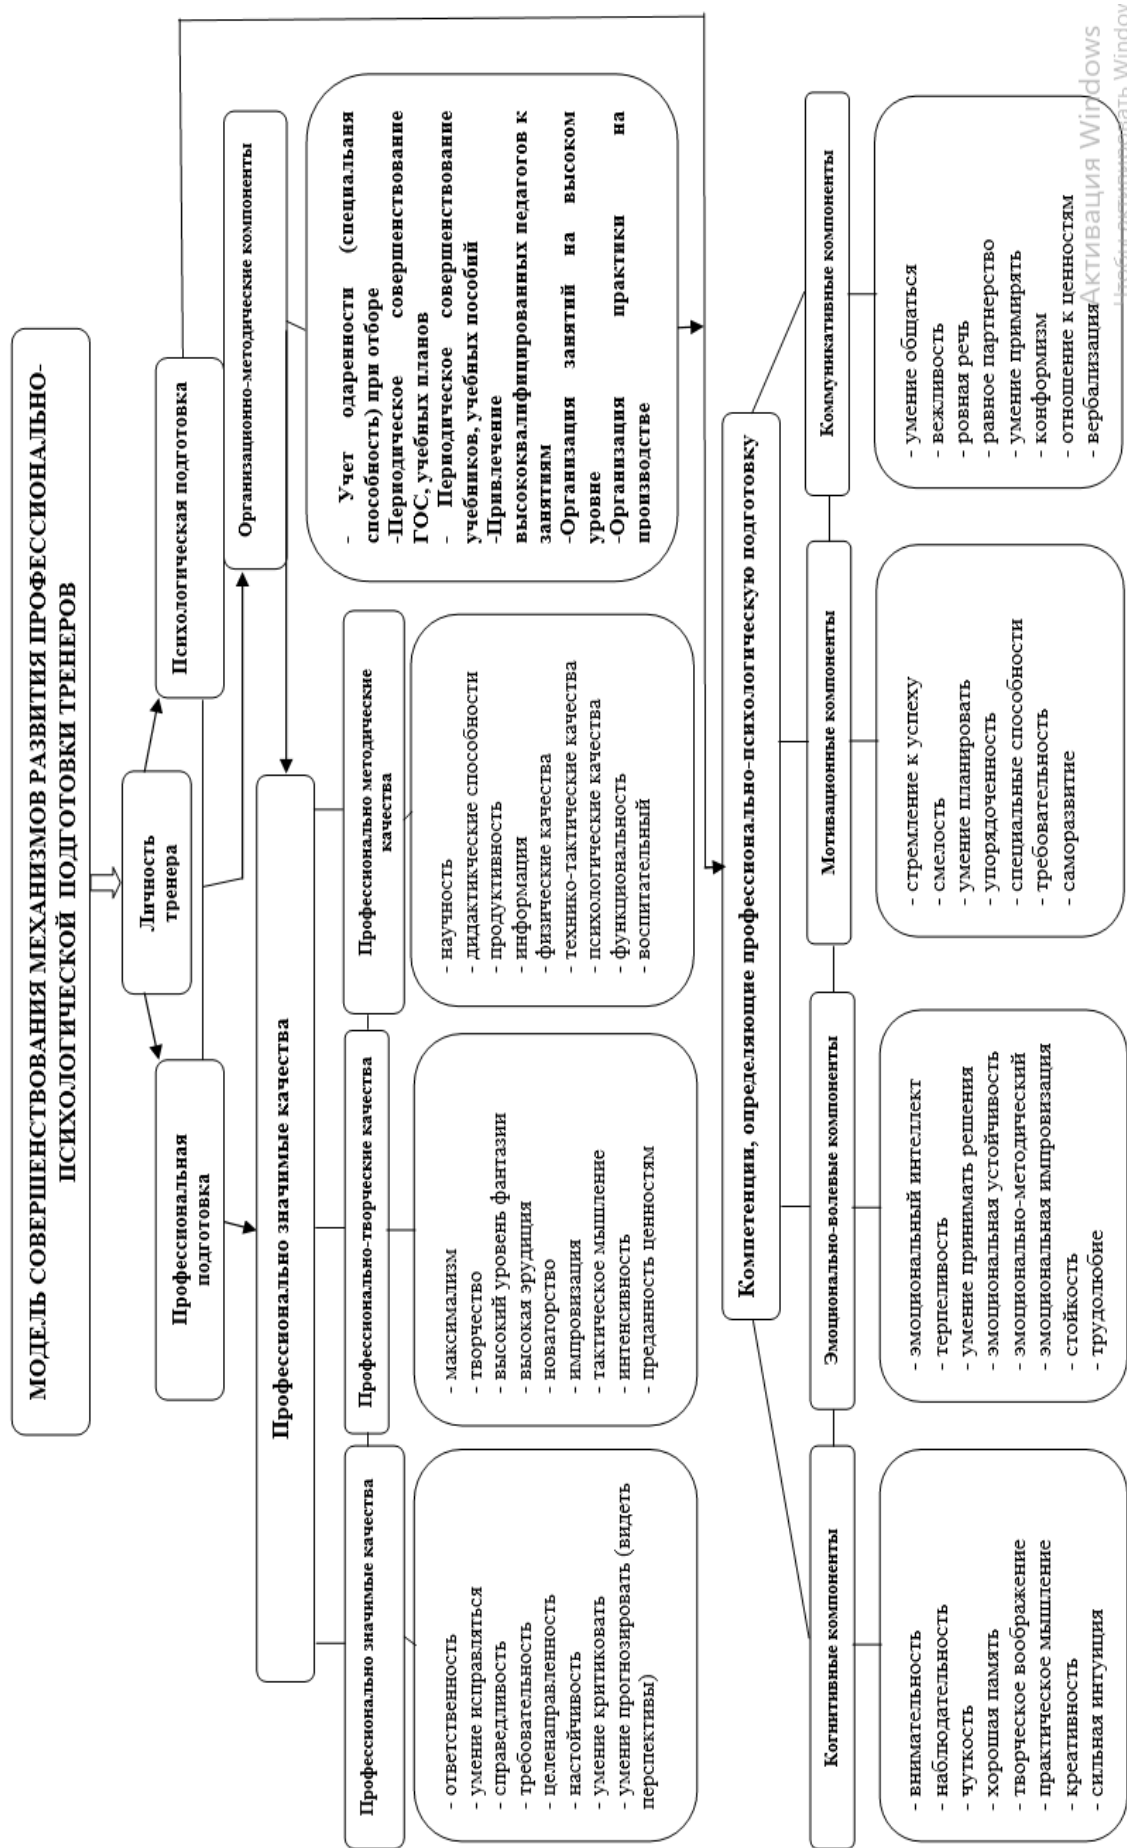 МОДЕЛЬ СОВЕРШЕНСТВОВАНИЯ МЕХАНИЗМОВ РАЗВИТИЯ ПРОФЕССИОНАЛЬНО-
ПСИХОЛОГИЧЕСКОЙ ПОДГОТОВКИ ТРЕНЕРОВ
Личность
тренера
Профессиональная
подготовка
Психологическая подготовка
Организационно-методические компоненты
Профессионально значимые качества
Профессионально значимые качества
- ответственность
- умение исправляться
- справедливость
- требовательность
- целенаправленность
- настойчивость
- умение критиковать
- умение прогнозировать (видеть
перспективы)
Профессионально-творческие качества
- максимализм
- творчество
- высокий уровень фантазии
- высокая эрудиция
- новаторство
- импровизация
- тактическое мышление
- интенсивность
- преданность ценностям
Профессионально методические
качества
- научность
- дидактические способности
- продуктивность
- информация
- физические качества
- технико-тактические качества
- психологические качества
- функциональность
- воспитательный
- Учет одаренности (специальаня
способность) при отборе
-Периодическое совершенствование
ГОС, учебных планов
- Периодическое совершенствование
учебников, учебных пособий
-Привлечение
высококвалифицированных педагогов к
занятиям
-Организация занятий на высоком
уровне
-Организация практики на
производстве
Компетенции, определяющие профессионально-психологическую подготовку
Когнитивные компоненты
- внимательность
- наблюдательность
- чуткость
- хорошая память
- творческое воображение
- практическое мышление
- креативность
- сильная интуиция
Эмоционально-волевые компоненты
- эмоциональный интеллект
- терпеливость
- умение принимать решения
- эмоциональная устойчивость
- эмоционально-методический
- эмоциональная импровизация
- стойкость
- трудолюбие
Мотивационные компоненты
- стремление к успеху
- смелость
- умение планировать
- упорядоченность
- специальные способности
- требовательность
- саморазвитие
Коммуникативные компоненты
- умение общаться
- вежливость
- ровная речь
- равное партнерство
- умение примирять
- конформизм
- отношение к ценностям
- вербализация
Активация Windows
Чтобы активировать Window